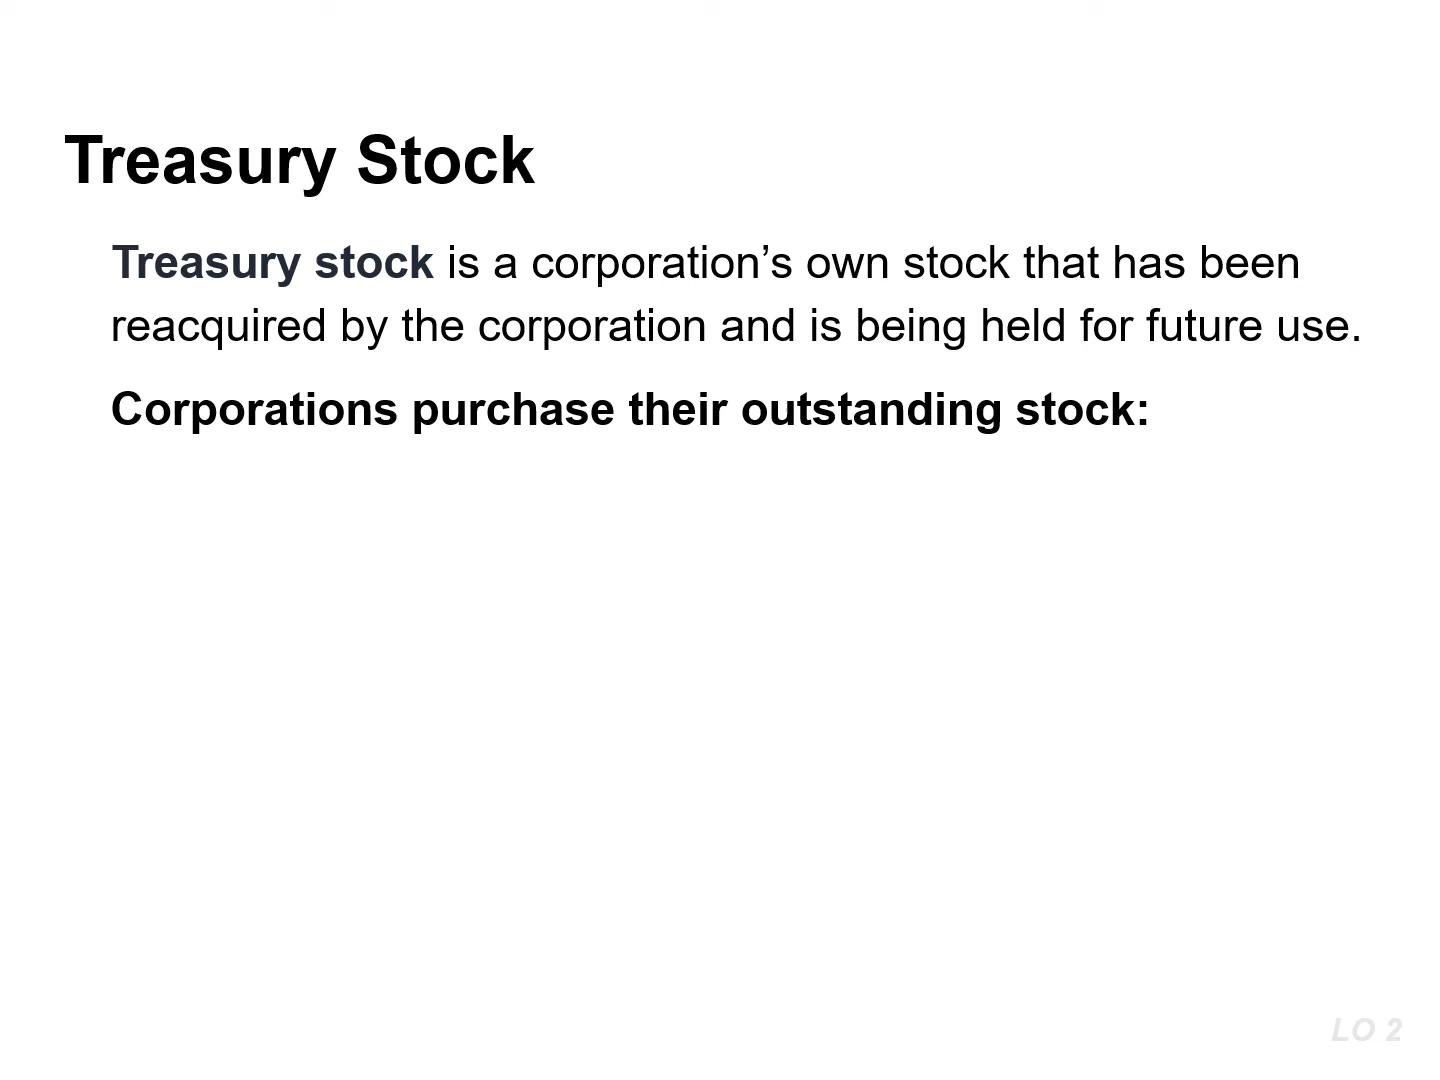 Treasury Stock
Treasury stock is a corporation’s own stock that has been
reacquired by the corporation and is being held for future use.
Corporations purchase their outstanding stock:
LO 2